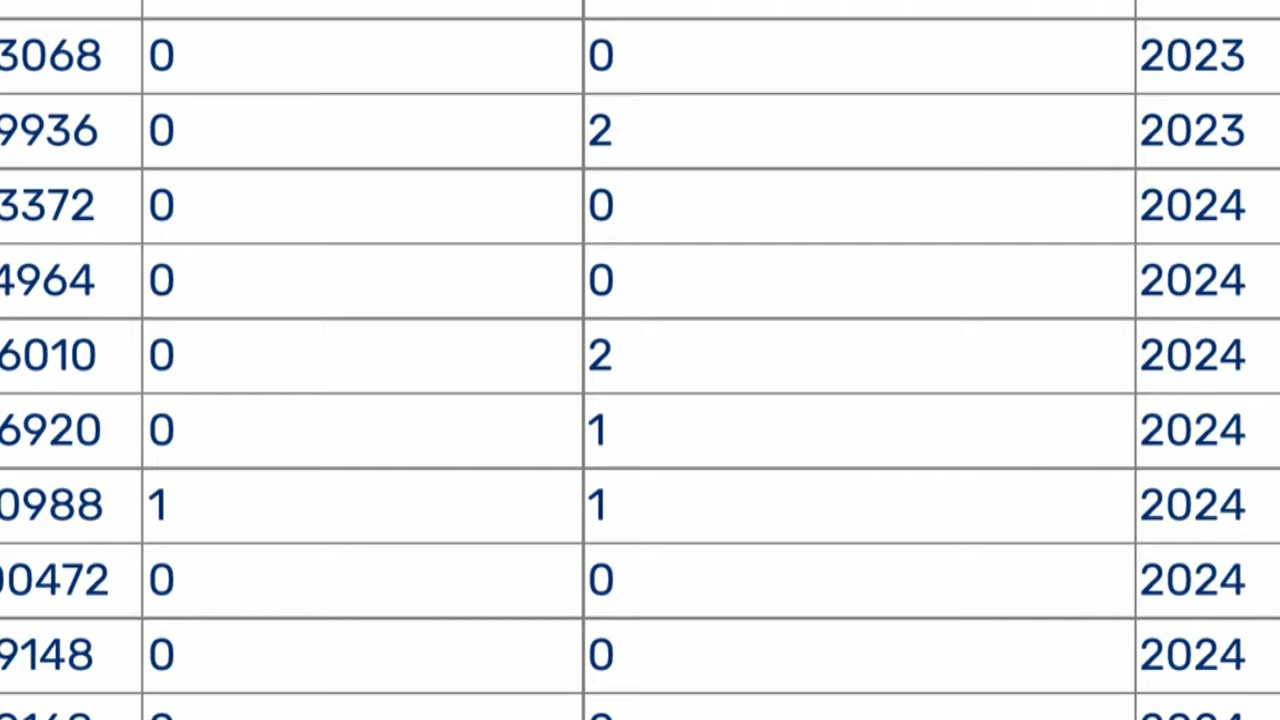 3068 0 0 2023
9936 0 2 2023
3372 0 0 2024
4964 0 0 2024
6010 0 2 2024
6920 0 1 2024
0988 1 1 2024
00472 0 0 2024
9148 0 0 2024